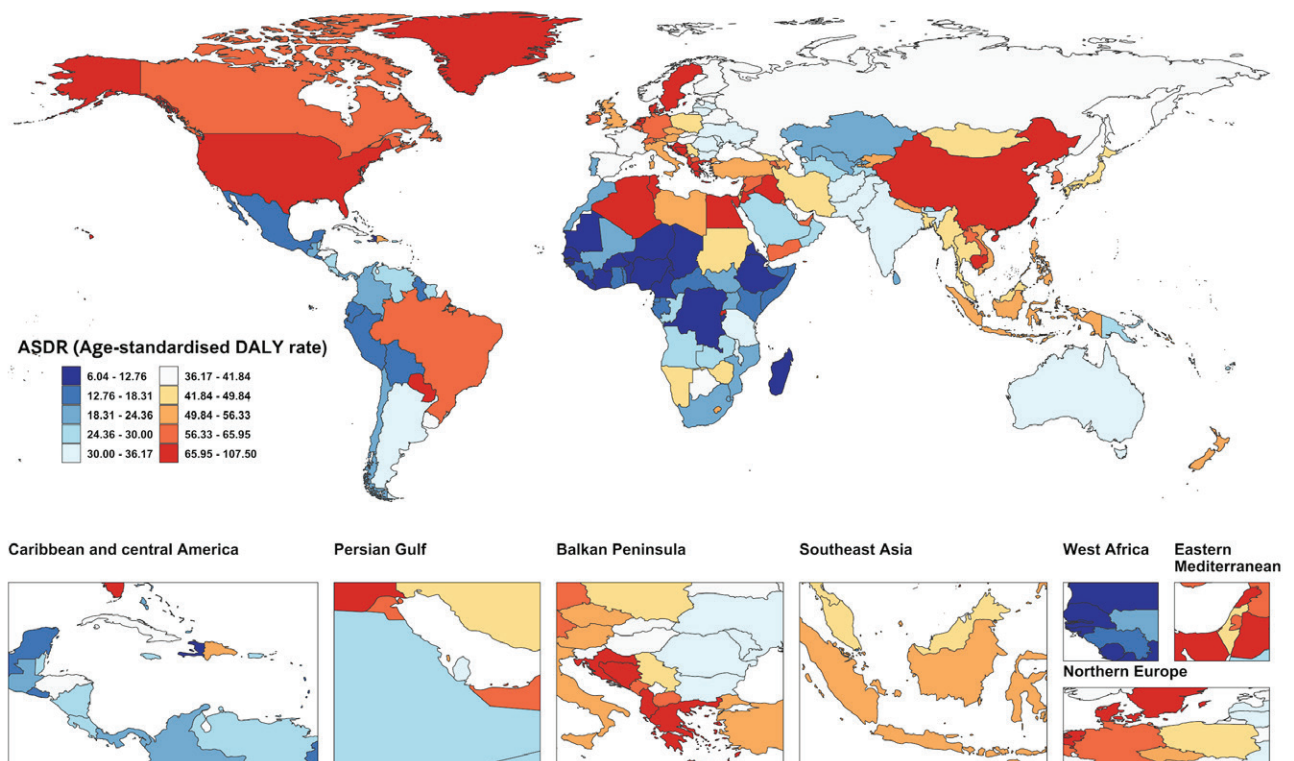 ASDR (Age-standardised DALY rate)
6.04 - 12.76
12.76 - 18.31
18.31 - 24.36
24.36 - 30.00
30.00 - 36.17
36.17 - 41.84
41.84 - 49.84
49.84 - 56.33
56.33 - 65.95
65.95 - 107.50
Caribbean and central America
Persian Gulf
Balkan Peninsula
Southeast Asia
West Africa
Eastern
Mediterranean
Northern Europe